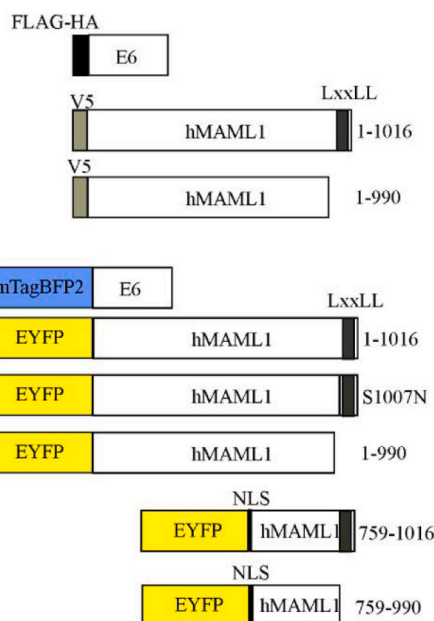 FLAG-HA
E6
V5
LxxLL
hMAML1
1-1016
V5
hMAML1
1-990
mTagBFP2
E6
LxxLL
EYFP
hMAML1
1-1016
EYFP
hMAML1
S1007N
EYFP
hMAML1
1-990
NLS
EYFP
hMAML1
759-1016
NLS
EYFP
hMAML1
759-990